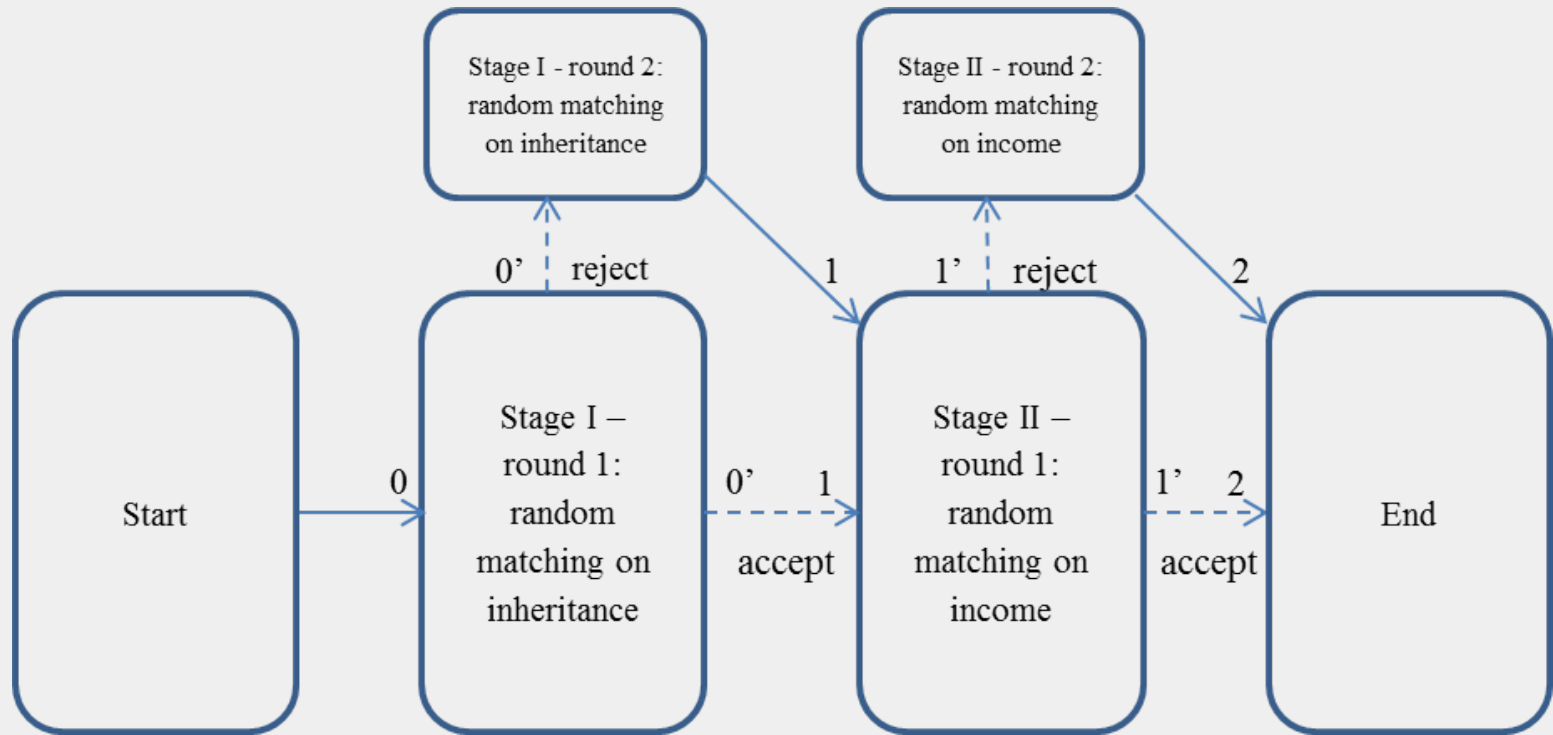 Stage I - round 2:
random matching
on inheritance
Stage II - round 2:
random matching
on income
0’ reject
1
1’ reject
2
Start
0
Stage I –
round 1:
random
matching on
inheritance
0’ 1
accept
Stage II –
round 1:
random
matching on
income
1’ 2
accept
End